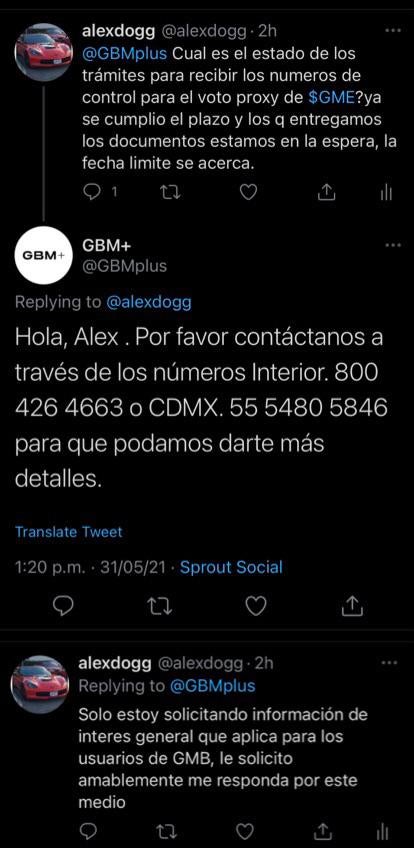 alexdogg @alexdogg · 2h
@GBMplus Cual es el estado de los
trámites para recibir los numeros de
control para el voto proxy de $GME?ya
se cumplio el plazo y los q entregamos
los documentos estamos en la espera, la
fecha limite se acerca.
1
GBM+
GBM+
@GBMplus
Replying to @alexdogg
Hola, Alex . Por favor contáctanos a
través de los números Interior. 800
426 4663 o CDMX. 55 5480 5846
para que podamos darte más
detalles.
Translate Tweet
1:20 p.m. · 31/05/21 · Sprout Social
alexdogg @alexdogg · 2h
Replying to @GBMplus
Solo estoy solicitando información de
interes general que aplica para los
usuarios de GMB, le solicito
amablemente me responda por este
medio